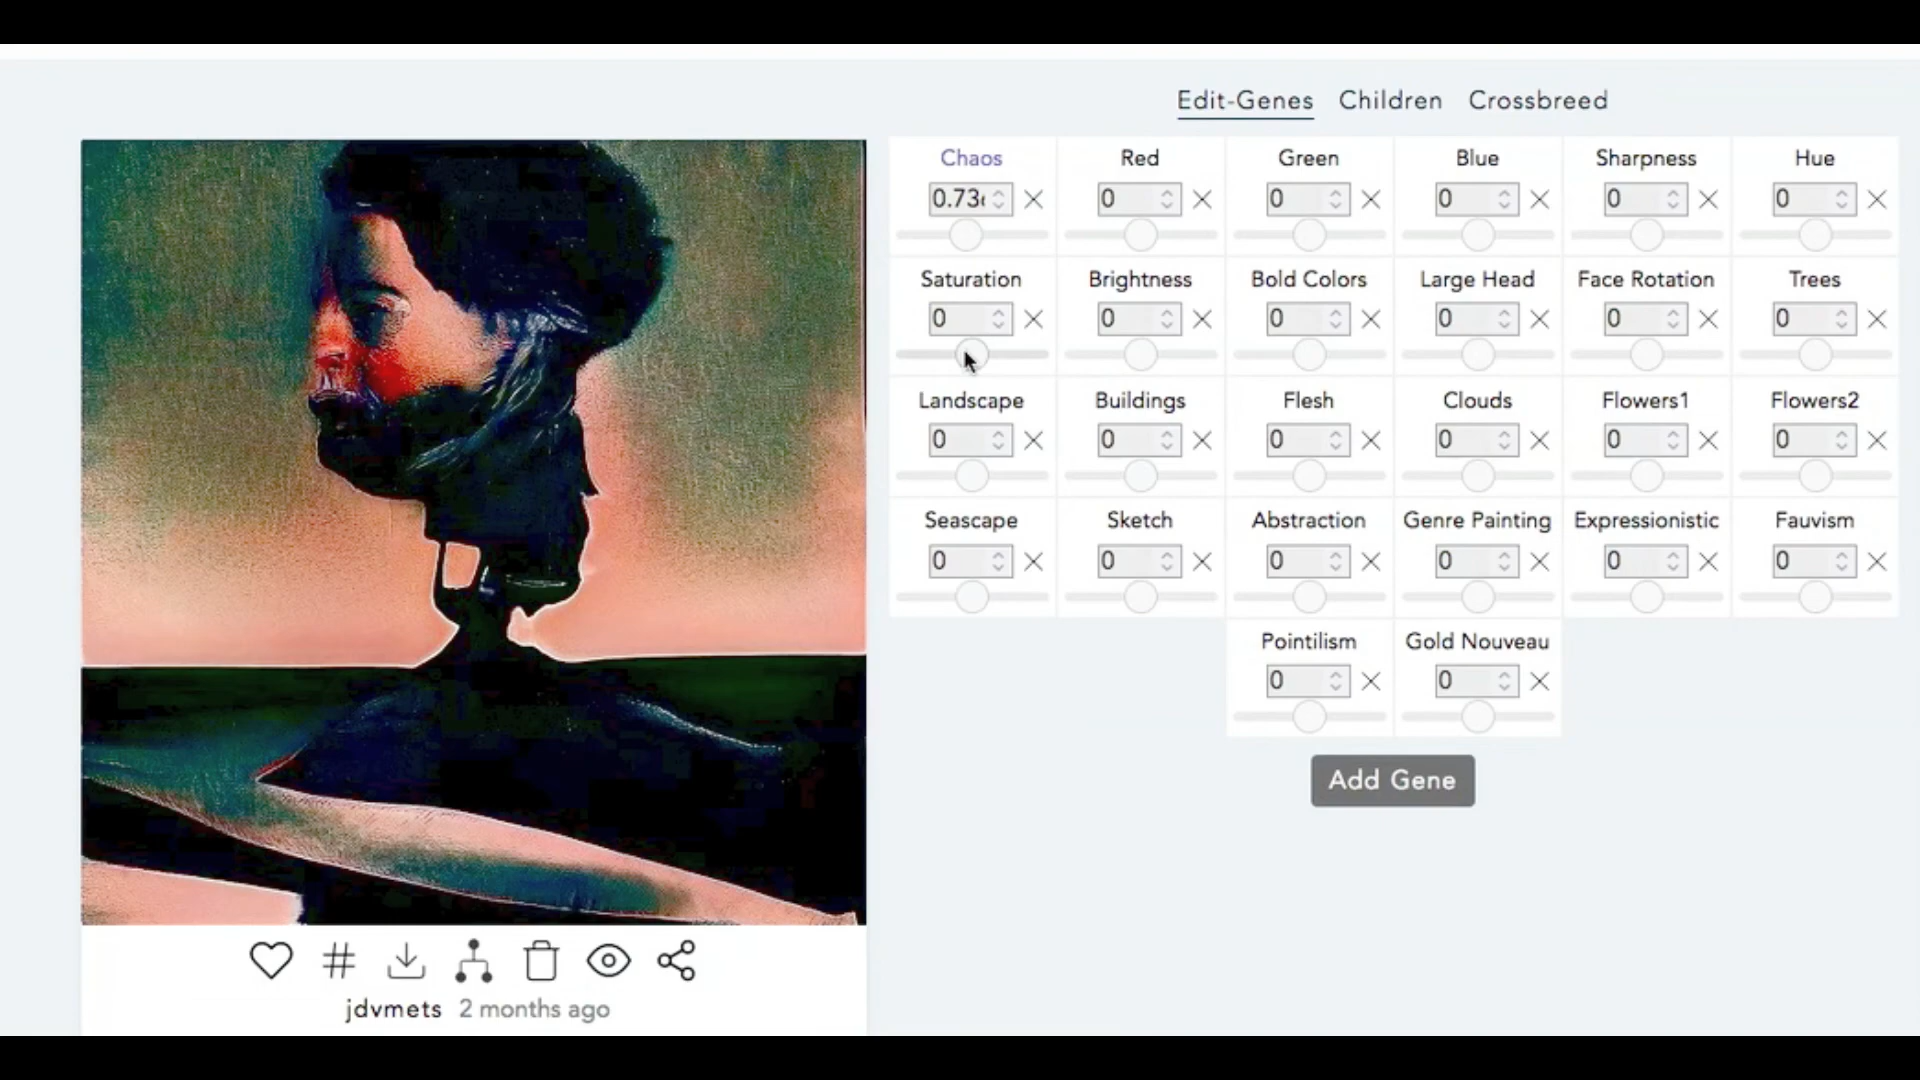 Edit-Genes Children Crossbreed
Chaos Red Green Blue Sharpness Hue
0 0 0 0 0
Saturation Brightness Bold Colors Large Head Face Rotation Trees
0 0 0 0 0 0
Landscape Buildings Flesh Clouds Flowers1 Flowers2
0 0 0 0 0 0
Seascape Sketch Abstraction Genre Painting Expressionistic Fauvism
0 0 0 0 0 0
Pointilism Gold Nouveau
0 0
Add Gene
jdvmets 2 months ago